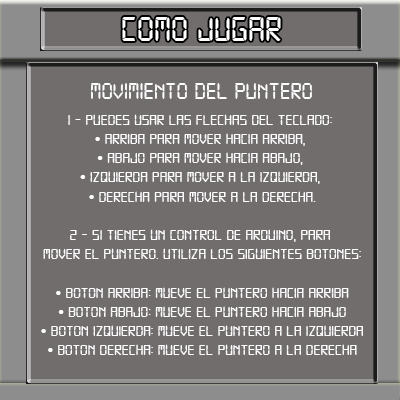 COMO JUGAR
MOVIMIENTO DEL PUNTERO
1 - PUEDES USAR LAS FLECHAS DEL TECLADO:
• ARRIBA PARA MOVER HACIA ARRIBA,
• ABAJO PARA MOVER HACIA ABAJO,
• IZQUIERDA PARA MOVER A LA IZQUIERDA,
• DERECHA PARA MOVER A LA DERECHA.
2 - SI TIENES UN CONTROL DE ARDUINO, PARA
MOVER EL PUNTERO. UTILIZA LOS SIGUIENTES BOTONES:
• BOTON ARRIBA: MUEVE EL PUNTERO HACIA ARRIBA
• BOTON ABAJO: MUEVE EL PUNTERO HACIA ABAJO
• BOTON IZQUIERDA: MUEVE EL PUNTERO A LA IZQUIERDA
• BOTON DERECHA: MUEVE EL PUNTERO A LA DERECHA